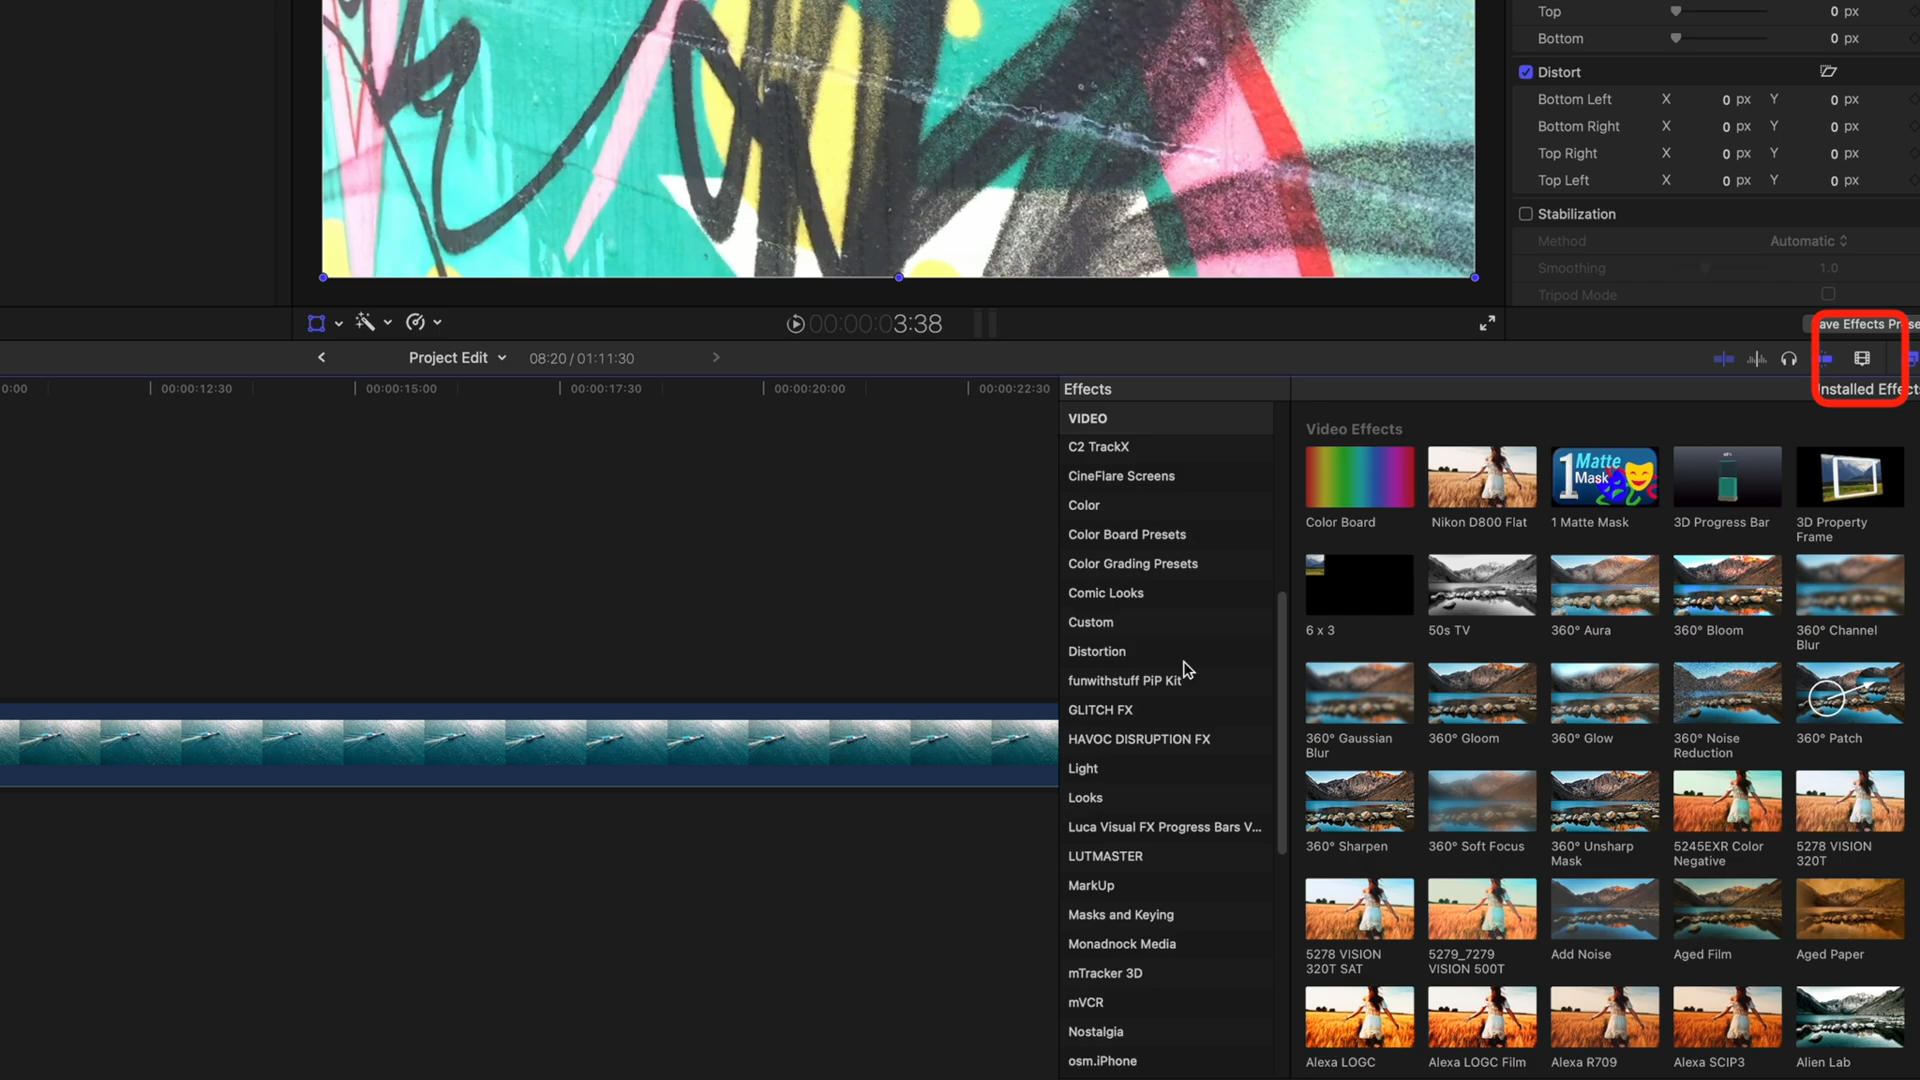 Top 0 px
Bottom 0 px
Distort
Bottom Left X 0 px Y 0 px
Bottom Right X 0 px Y 0 px
Top Right X 0 px Y 0 px
Top Left X 0 px Y 0 px
Stabilization
Method Automatic
Smoothing 1.0
Tripod Mode
00:00:03:38
ave Effects Prese
Project Edit 08:20 / 01:11:30
0:00 00:00:12:30 00:00:15:00 00:00:17:30 00:00:20:00 00:00:22:30
Effects
Installed Effects
VIDEO
C2 TrackX
CineFlare Screens
Color
Color Board Presets
Color Grading Presets
Comic Looks
Custom
Distortion
funwithstuff PiP Kit
GLITCH FX
HAVOC DISRUPTION FX
Light
Looks
Luca Visual FX Progress Bars V...
LUTMASTER
MarkUp
Masks and Keying
Monadnock Media
mTracker 3D
mVCR
Nostalgia
osm.iPhone
Video Effects
1 Matte
Mask
Color Board
Nikon D800 Flat
1 Matte Mask
3D Progress Bar
3D Property
Frame
6 x 3
50s TV
360° Aura
360° Bloom
360° Channel
Blur
360° Gaussian
Blur
360° Gloom
360° Glow
360° Noise
Reduction
360° Patch
360° Sharpen
360° Soft Focus
360° Unsharp
Mask
5245EXR Color
Negative
5278 VISION
320T
5278 VISION
320T SAT
5279_7279
VISION 500T
Add Noise
Aged Film
Aged Paper
Alexa LOGC
Alexa LOGC Film
Alexa R709
Alexa SCIP3
Alien Lab